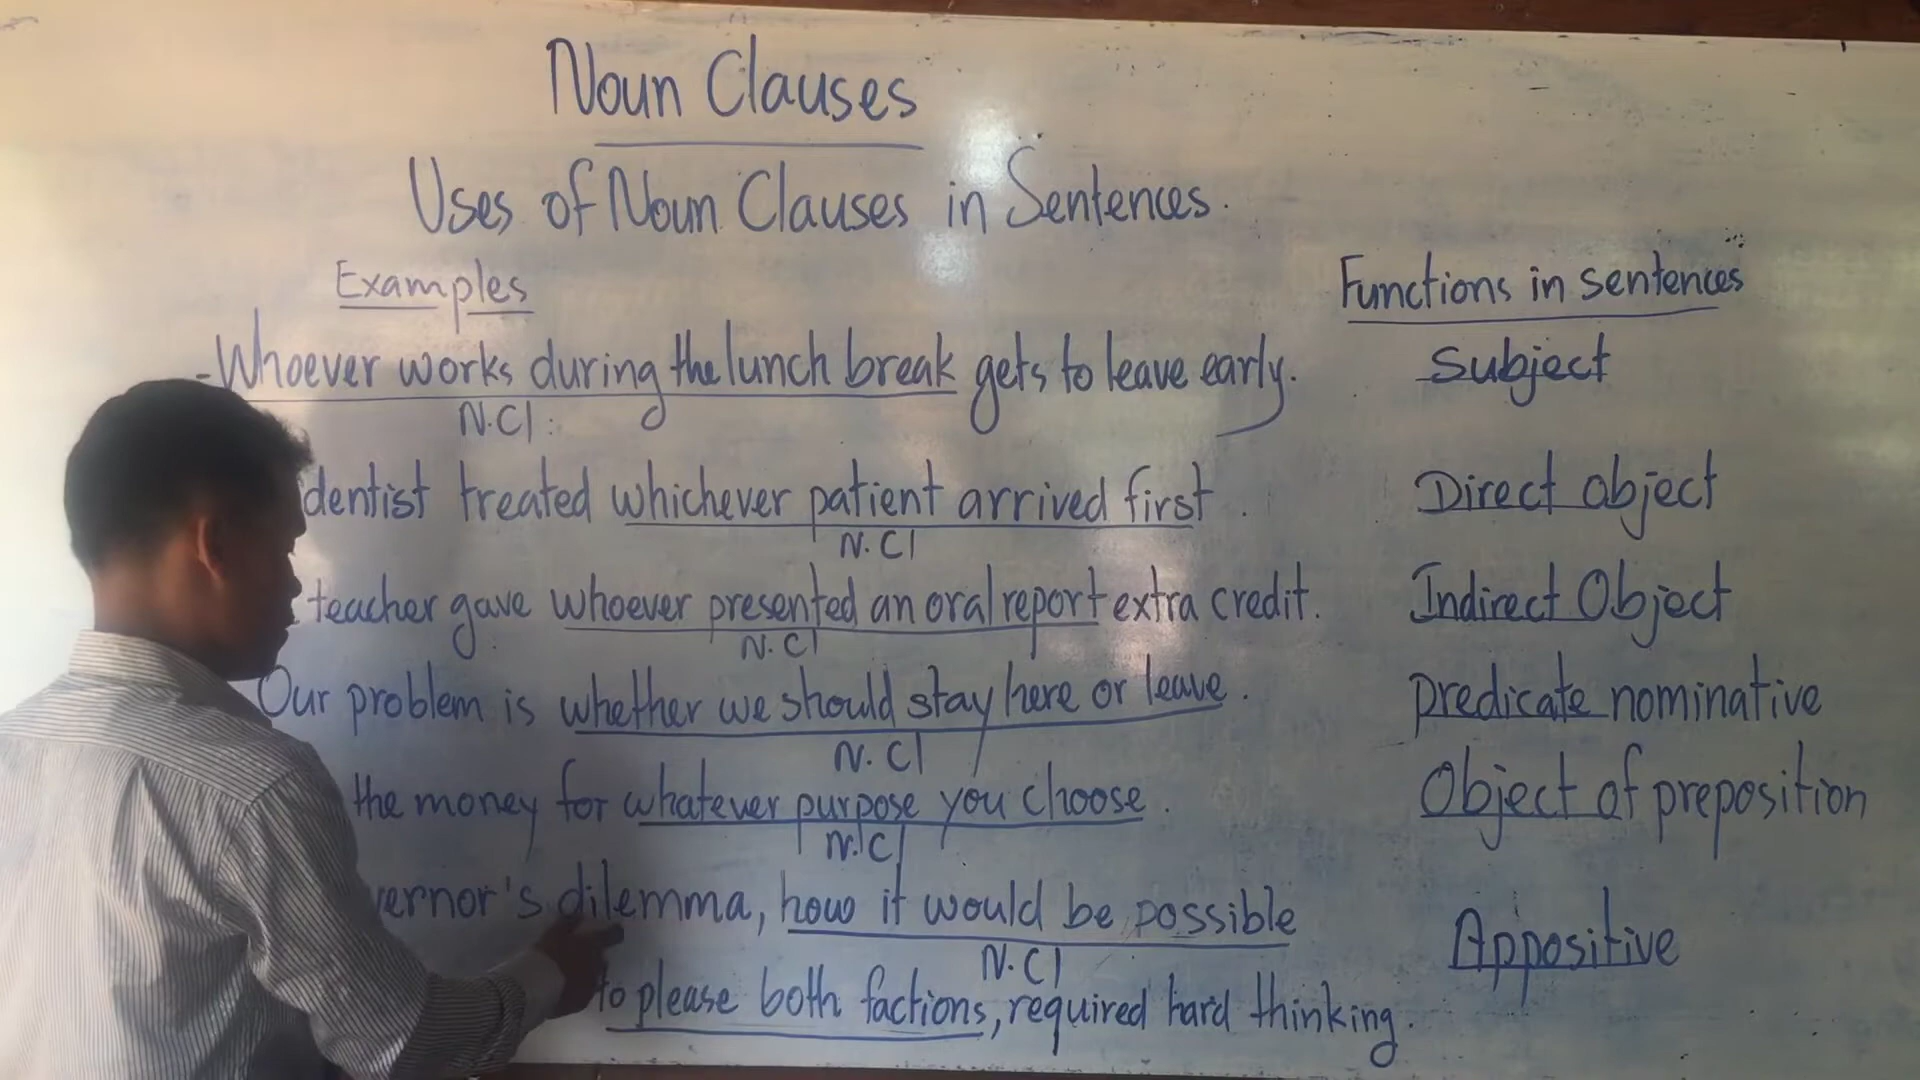 Noun Clauses
Uses of Noun Clauses in Sentences.
Examples
Functions in sentences
-Whoever works during the lunch break gets to leave early.
Subject
N.Cl:
dentist treated whichever patient arrived first.
Direct object
N.Cl
teacher gave whoever presented an oral report extra credit.
Indirect Object
N.Cl
Our problem is whether we should stay here or leave.
predicate nominative
N.Cl
the money for whatever purpose you choose.
Object of preposition
N.Cl
vernor's dilemma, how it would be possible
Appositive
N.Cl
to please both factions, required hard thinking.